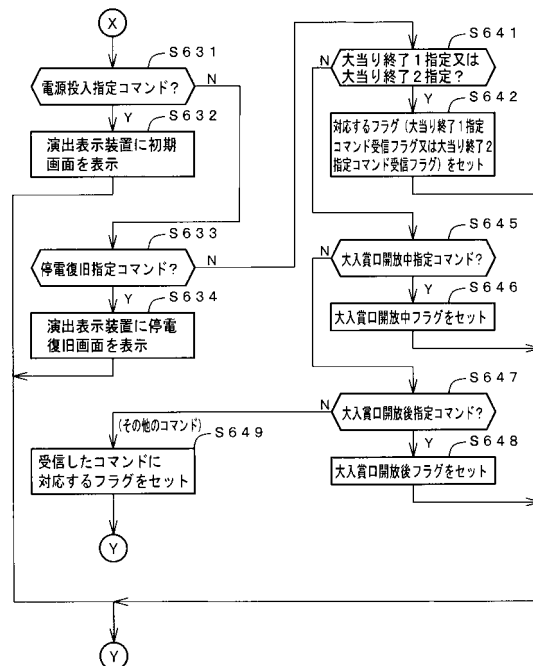 X
S631
電源投入指定コマンド?
N
Y
S632
演出表示装置に初期
画面を表示
S633
停電復旧指定コマンド?
N
Y
S634
演出表示装置に停電
復旧画面を表示
S641
大当り終了1指定又は
大当り終了2指定?
N
Y
S642
対応するフラグ(大当り終了1指定
コマンド受信フラグ又は大当り終了2
指定コマンド受信フラグ)をセット
S645
大入賞口開放中指定コマンド?
N
Y
S646
大入賞口開放中フラグをセット
S647
大入賞口開放後指定コマンド?
N
Y
S648
大入賞口開放後フラグをセット
(その他のコマンド)
S649
受信したコマンドに
対応するフラグをセット
Y
Y